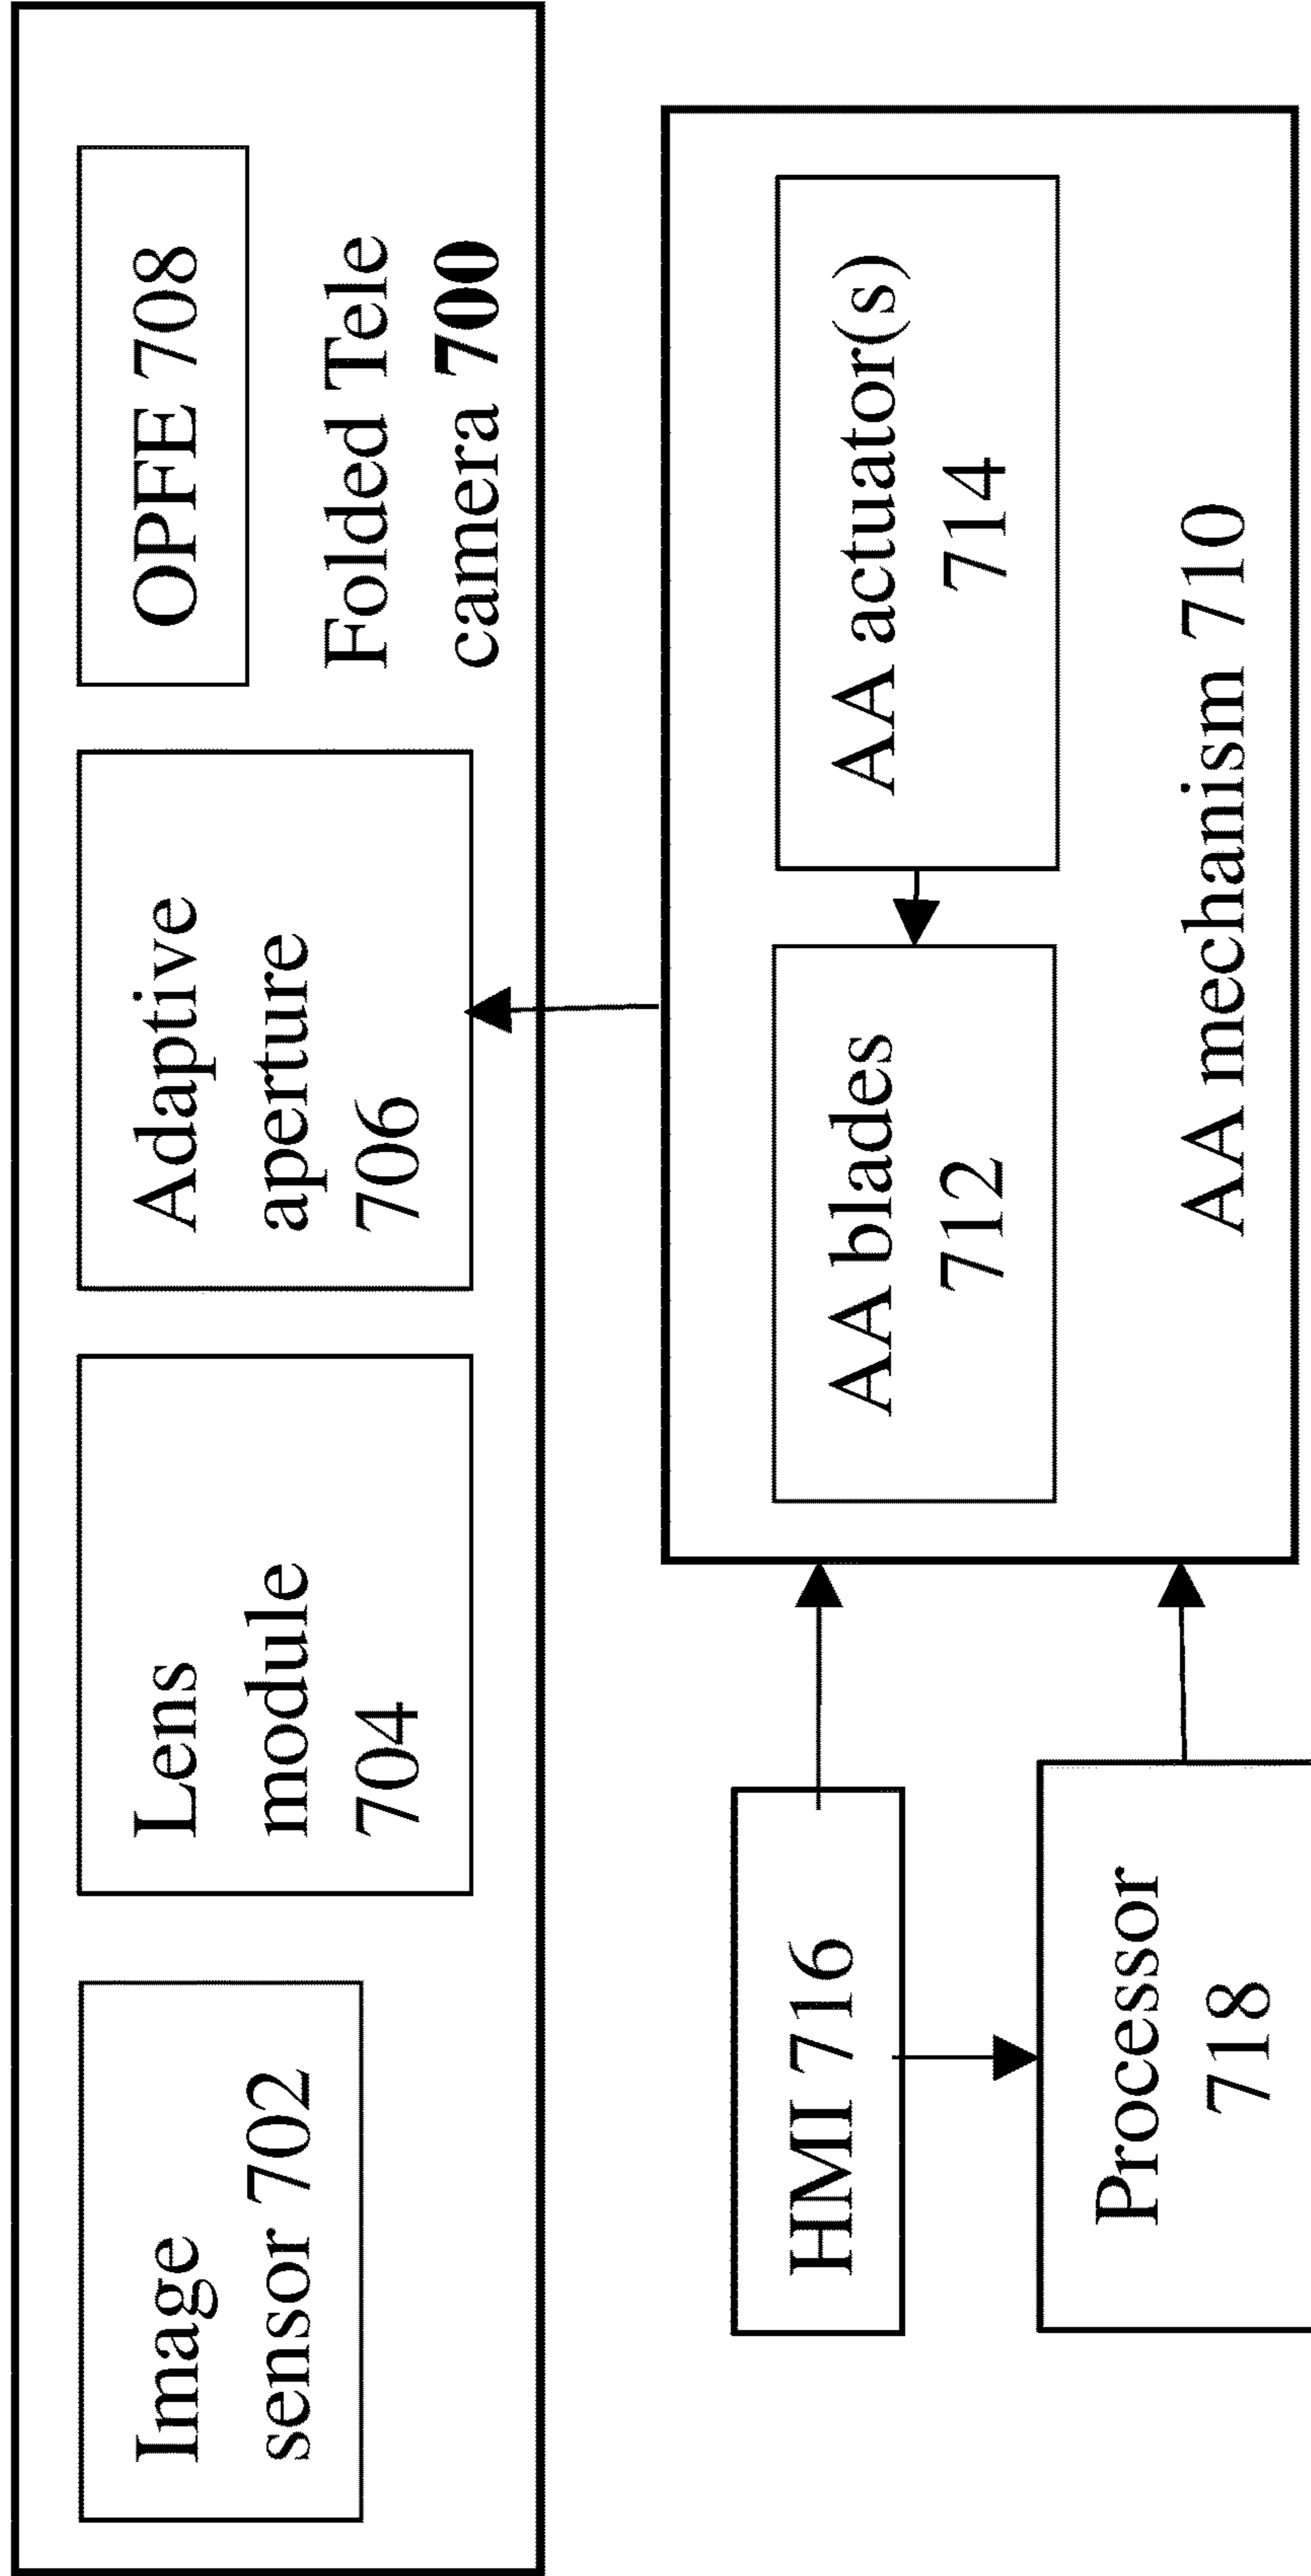 Image
sensor 702
Lens
module
704
Adaptive
aperture
706
OPFE 708
Folded Tele
camera 700
HMI 716
Processor
718
AA blades
712
AA actuator(s)
714
AA mechanism 710